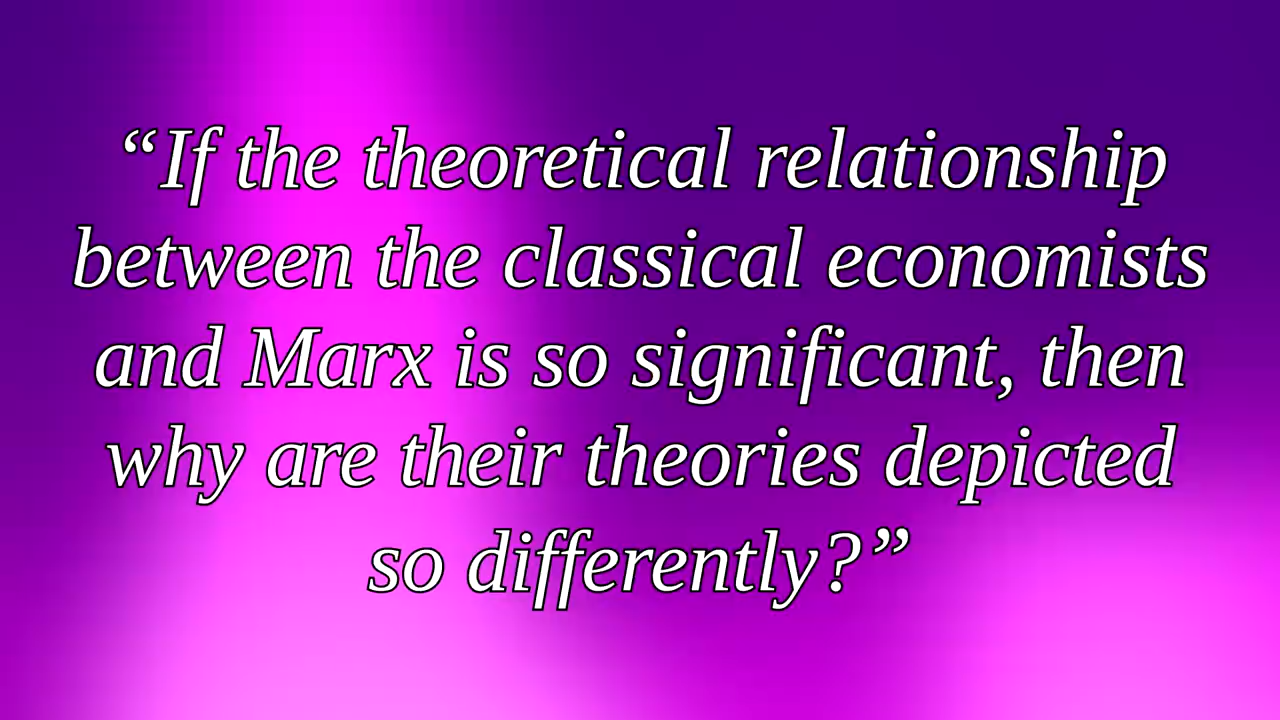 “If the theoretical relationship
between the classical economists
and Marx is so significant, then
why are their theories depicted
so differently?”